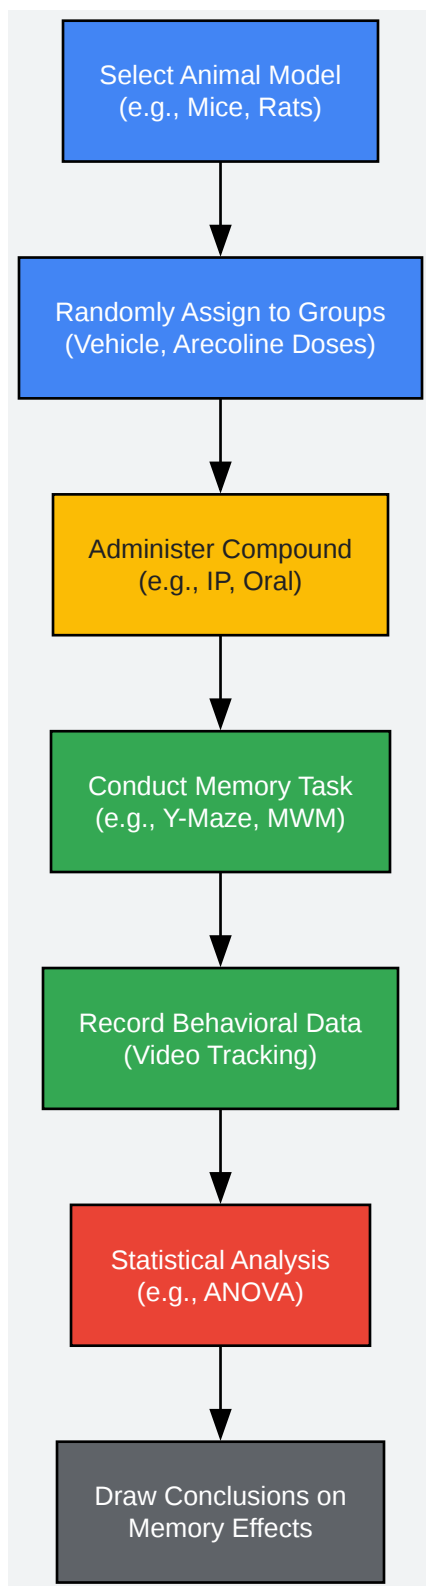 Select Animal Model
(e.g., Mice, Rats)
Randomly Assign to Groups
(Vehicle, Arecoline Doses)
Administer Compound
(e.g., IP, Oral)
Conduct Memory Task
(e.g., Y-Maze, MWM)
Record Behavioral Data
(Video Tracking)
Statistical Analysis
(e.g., ANOVA)
Draw Conclusions on
Memory Effects